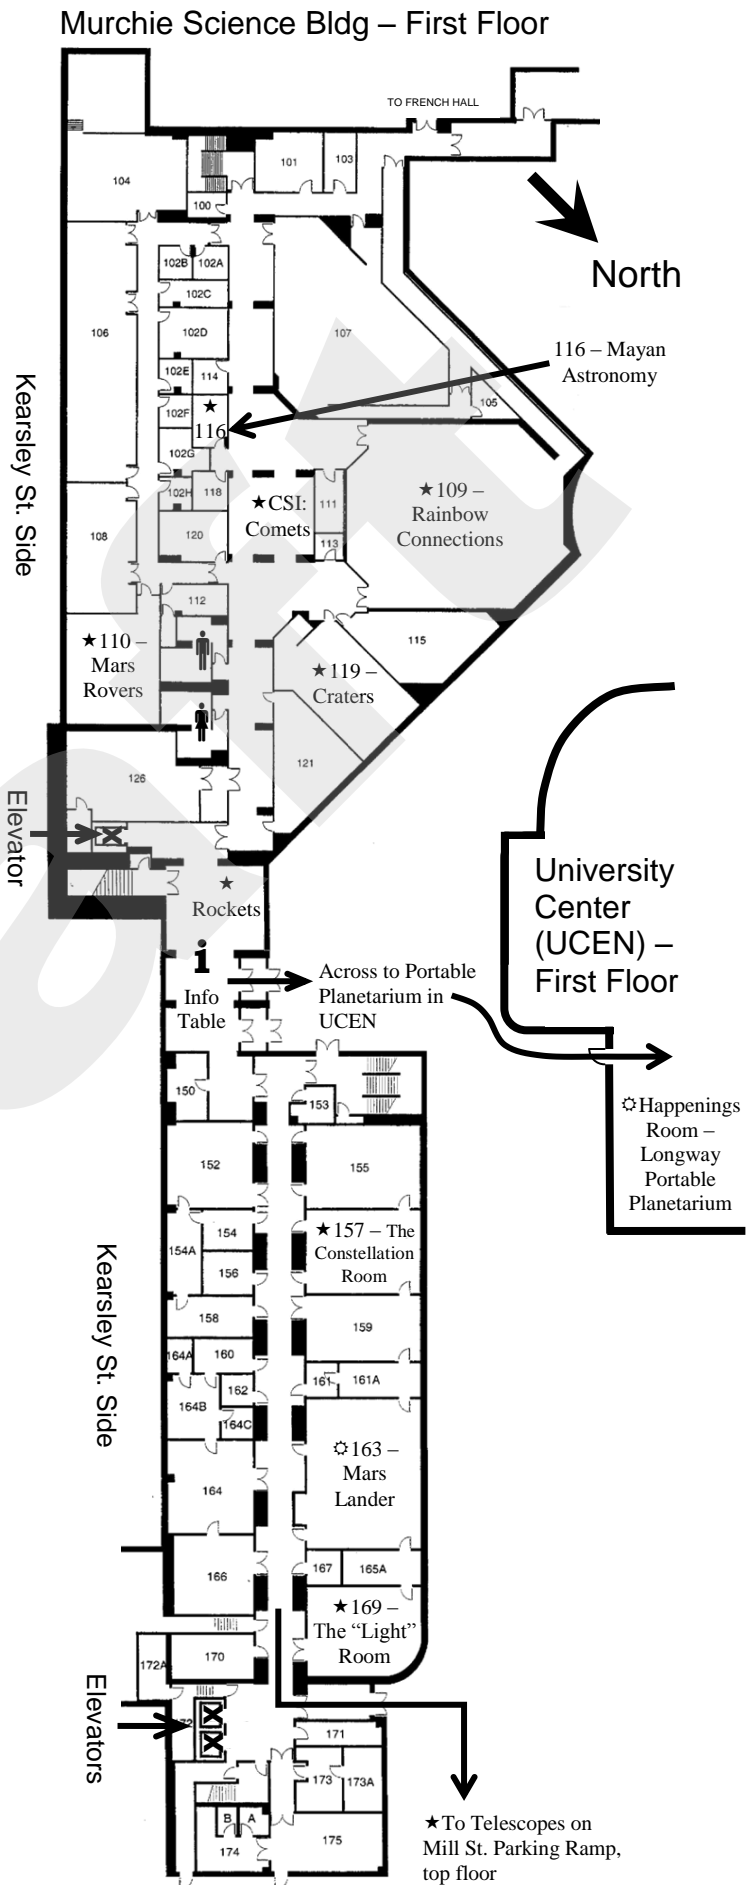 Murchie Science Bldg – First Floor
TO FRENCH HALL
101
103
104
100
North
102B
102A
102C
106
102D
107
116 – Mayan
Astronomy
102E
114
105
Kearsley St. Side
102F
★
116
102G
★109 –
Rainbow
Connections
102H
118
★CSI:
Comets
111
108
120
113
112
★110 –
Mars
Rovers
115
★119 –
Craters
121
126
Elevator
X
★
Rockets
University
Center
(UCEN) –
First Floor
i
Info
Table
Across to Portable
Planetarium in
UCEN
150
153
☼Happenings
Room –
Longway
Portable
Planetarium
152
155
154
154A
★157 – The
Constellation
Room
156
Kearsley St. Side
158
159
164A
160
161
161A
162
164B
164C
☼163 –
Mars
Lander
164
166
167
165A
★169 –
The “Light”
Room
170
172A
Elevators
172
X
X
171
173
173A
B
A
174
175
★To Telescopes on
Mill St. Parking Ramp,
top floor
aft